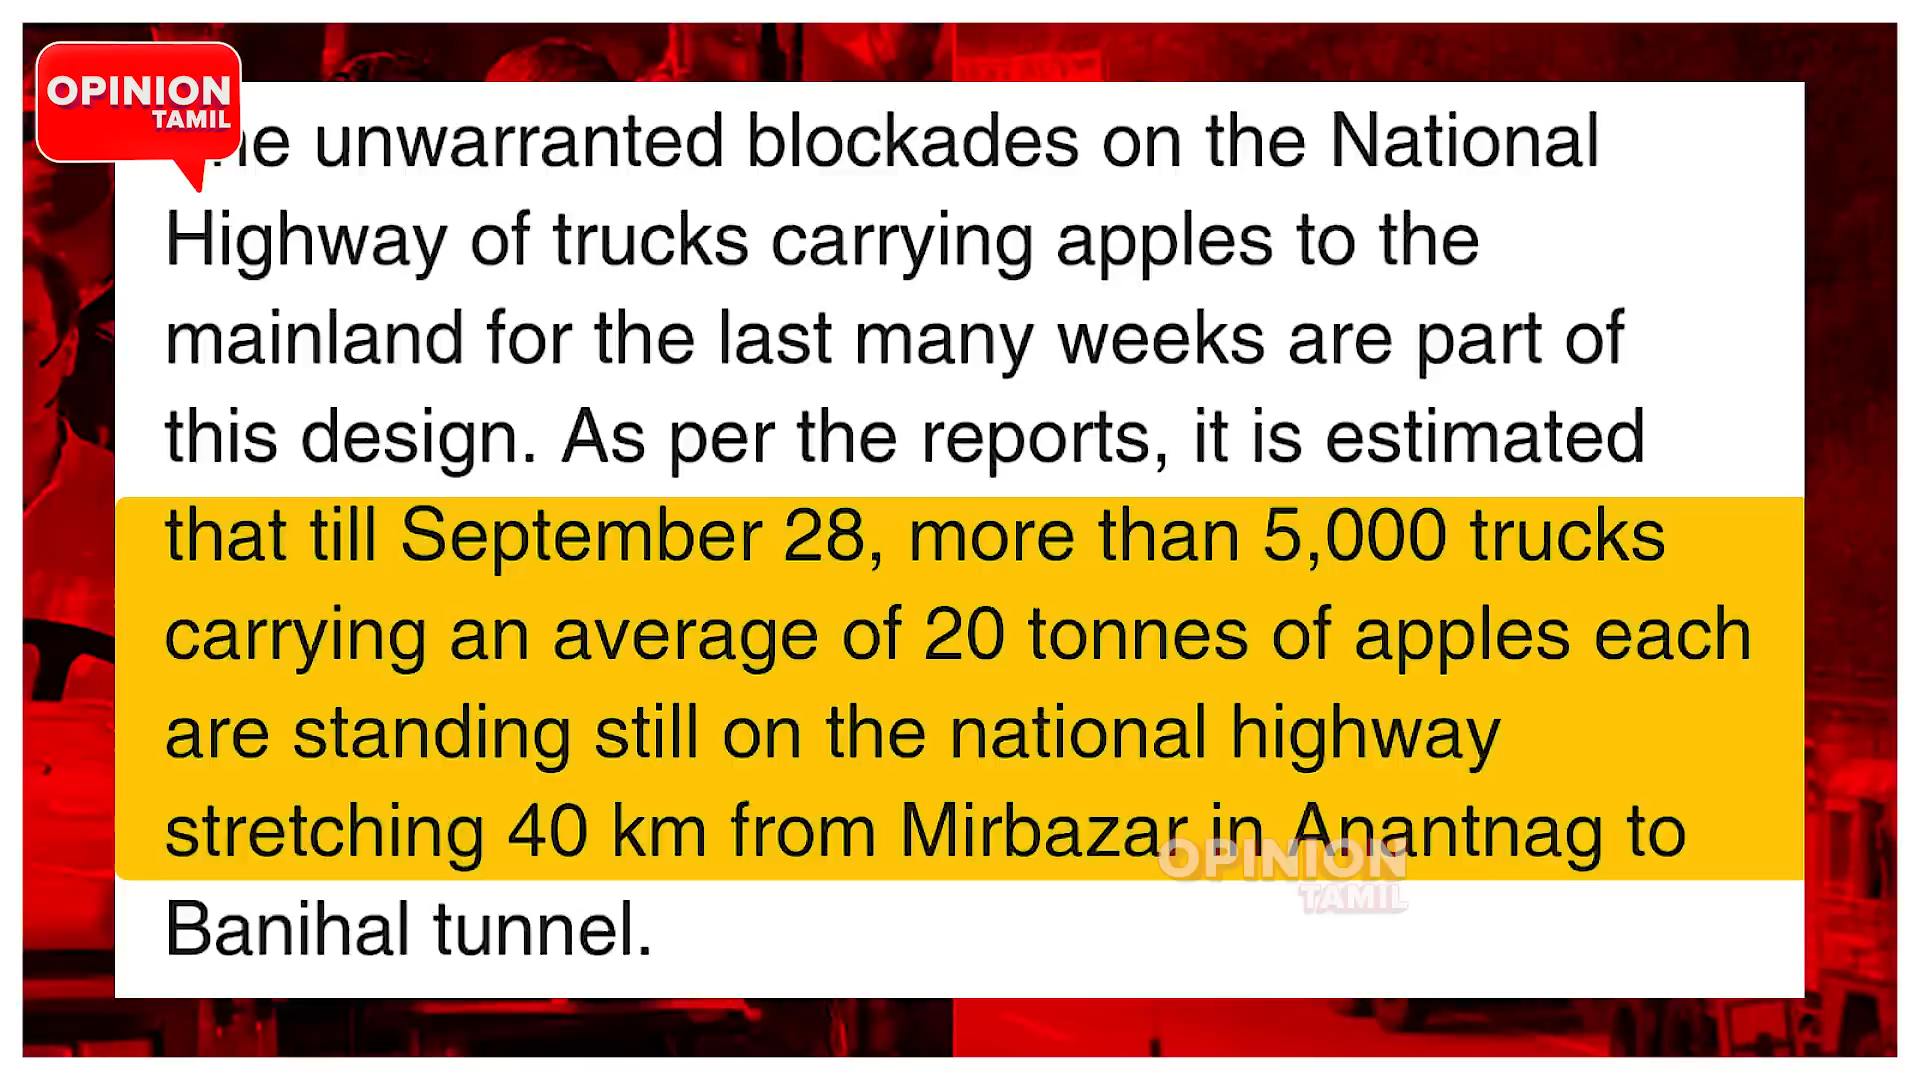 OPINION
TAMIL
he unwarranted blockades on the National
Highway of trucks carrying apples to the
mainland for the last many weeks are part of
this design. As per the reports, it is estimated
that till September 28, more than 5,000 trucks
carrying an average of 20 tonnes of apples each
are standing still on the national highway
stretching 40 km from Mirbazar in Anantnag to
OPINION
TAMIL
Banihal tunnel.